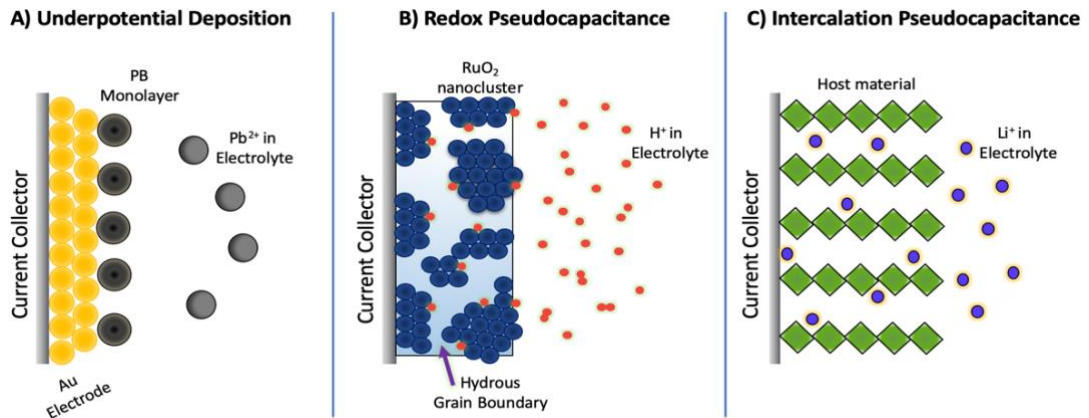 A) Underpotential Deposition
PB
Monolayer
Pb²⁺ in
Electrolyte
Current Collector
Au
Electrode
B) Redox Pseudocapacitance
RuO₂
nanocluster
H⁺ in
Electrolyte
Current Collector
Hydrous
Grain Boundary
C) Intercalation Pseudocapacitance
Host material
Li⁺ in
Electrolyte
Current Collector